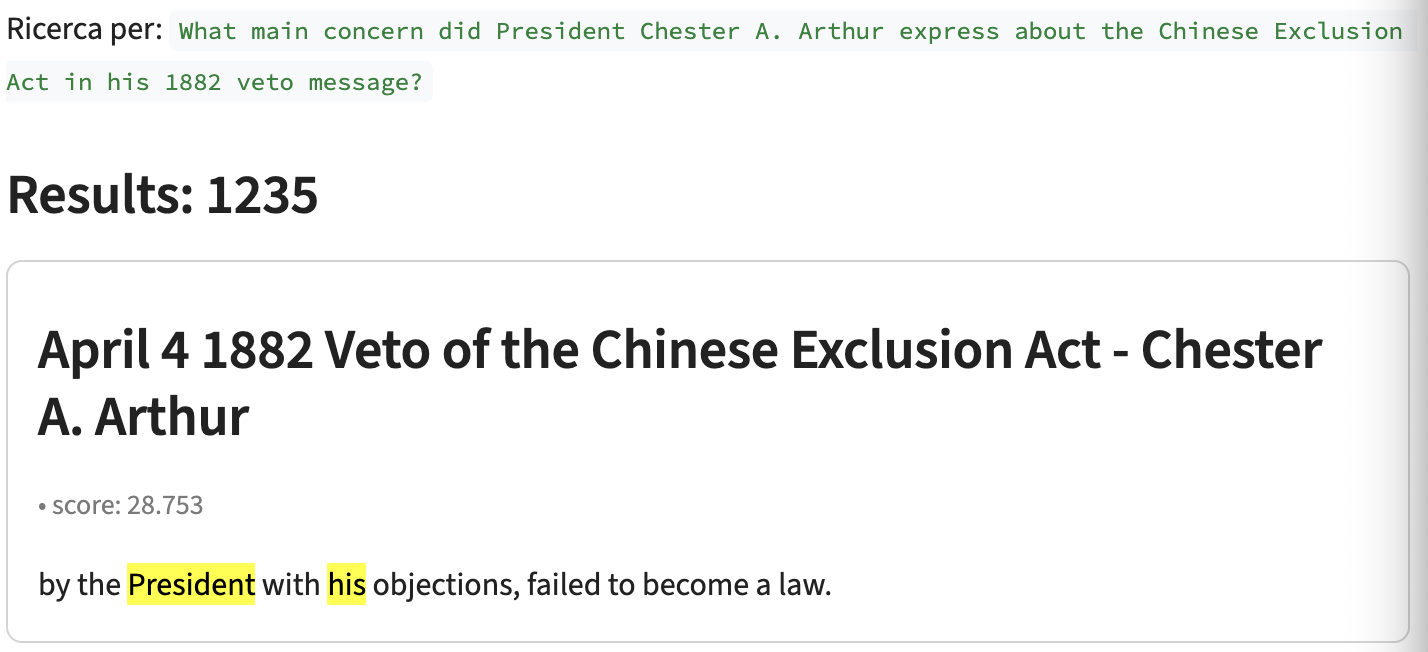 Ricerca per: What main concern did President Chester A. Arthur express about the Chinese Exclusion
Act in his 1882 veto message?
Results: 1235
April 4 1882 Veto of the Chinese Exclusion Act - Chester
A. Arthur
• score: 28.753
by the President with his objections, failed to become a law.